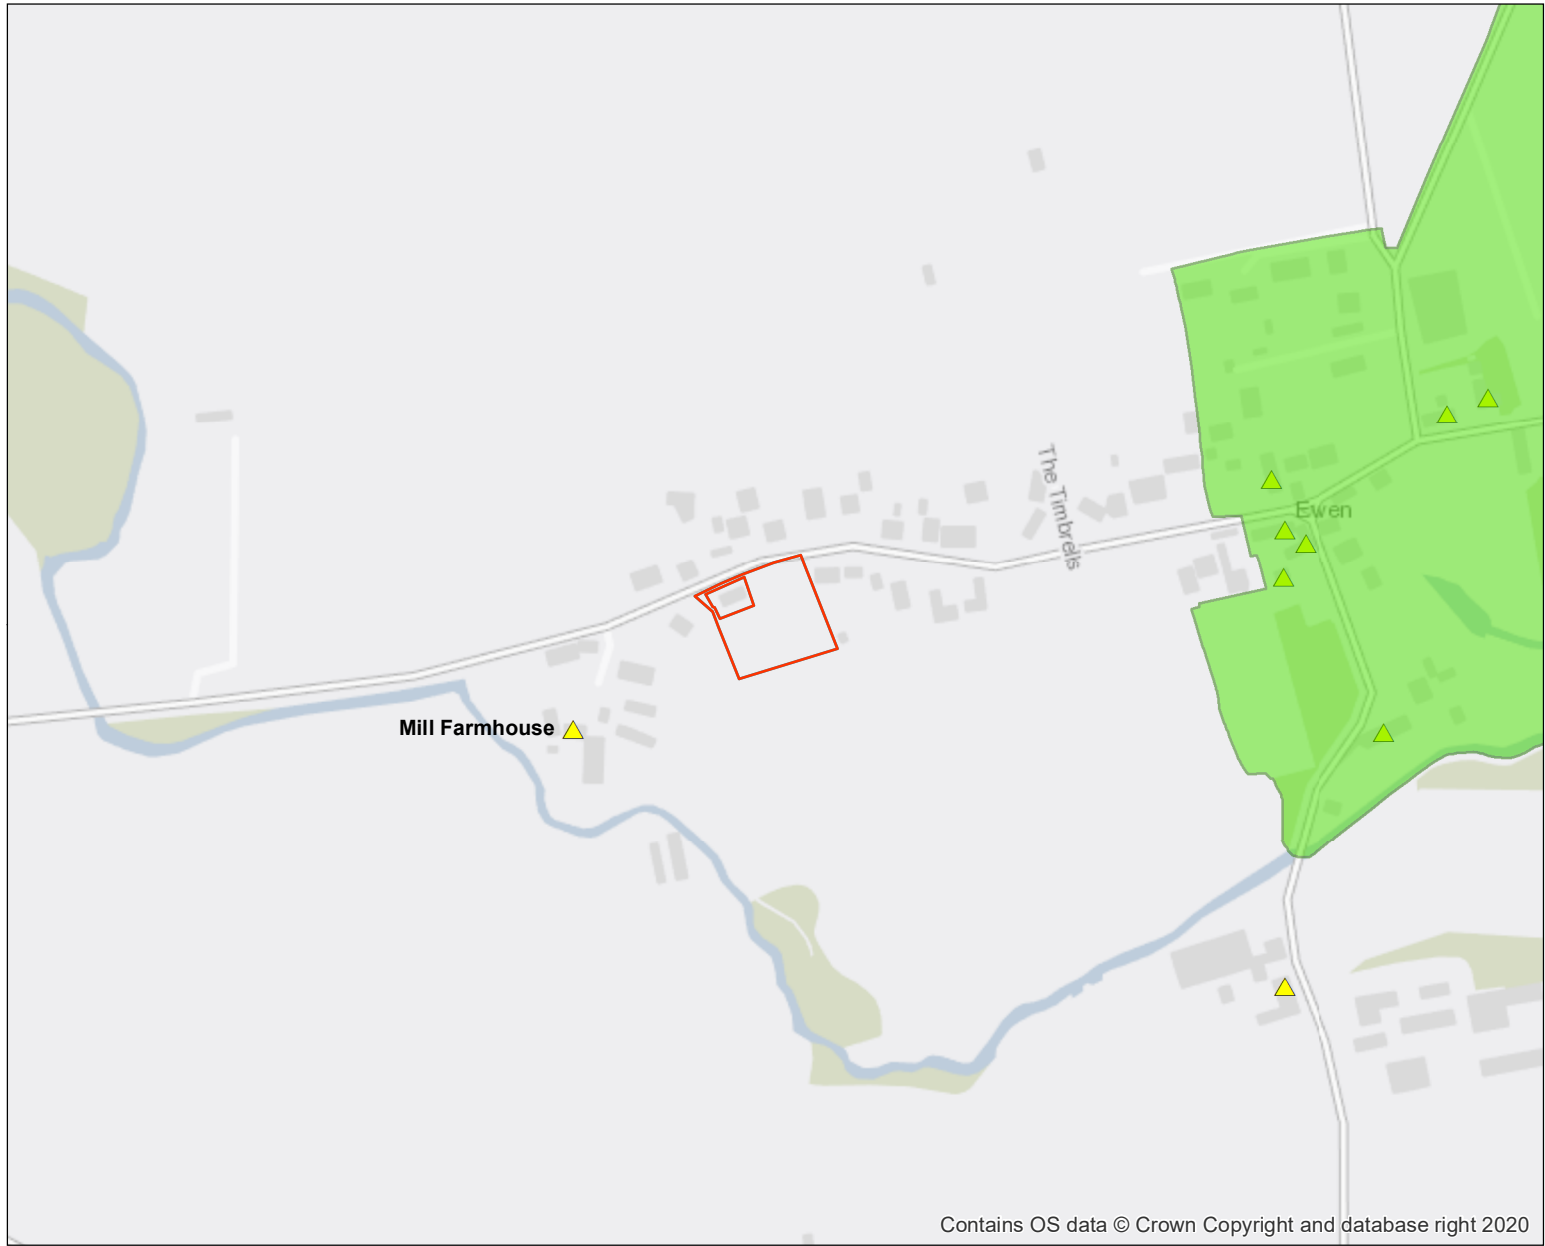 The Timbrells
Ewen
Mill Farmhouse
Contains OS data © Crown Copyright and database right 2020